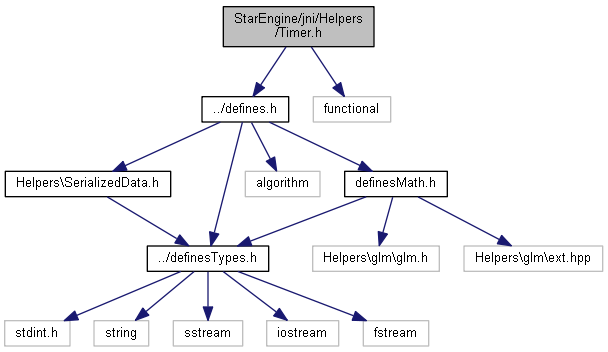 StarEngine/jni/Helpers
/Timer.h
../defines.h
functional
Helpers\SerializedData.h
algorithm
definesMath.h
../definesTypes.h
Helpers\glm\glm.h
Helpers\glm\ext.hpp
stdint.h
string
sstream
iostream
fstream